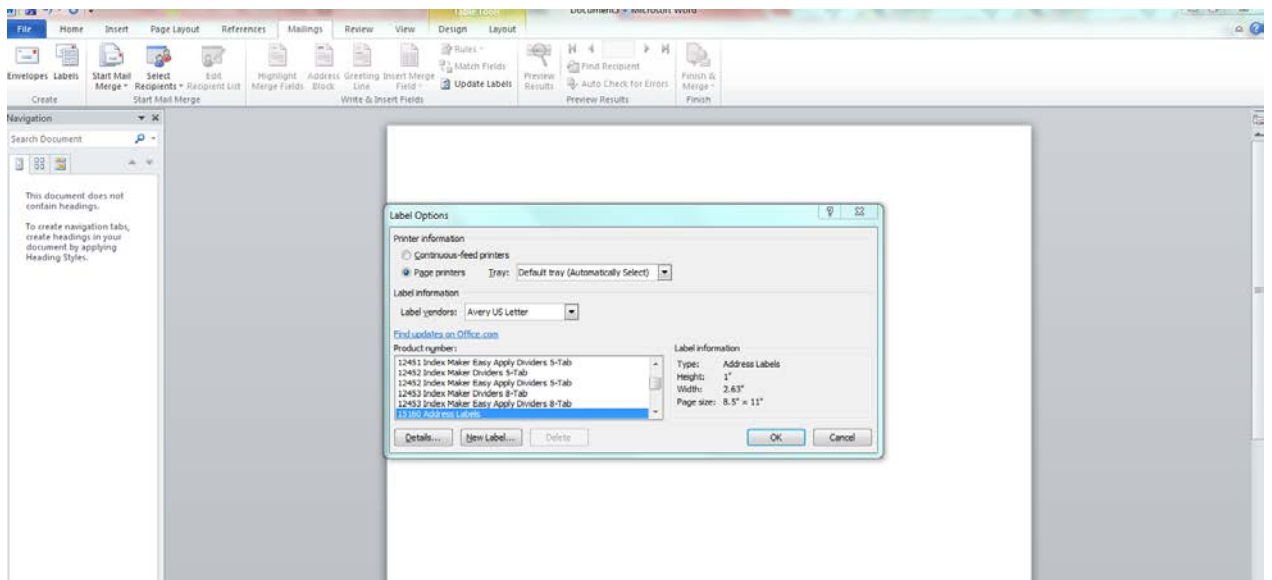 Table Tools
Document3 - Microsoft Word
File Home Insert Page Layout References Mailings Review View Design Layout
Envelopes Labels
Start Mail Merge
Select Recipients
Edit Recipient List
Highlight Merge Fields
Address Block
Greeting Line
Insert Merge Field
Rules
Match Fields
Update Labels
Preview Results
Find Recipient
Auto Check for Errors
Finish & Merge
Create Start Mail Merge Write & Insert Fields Preview Results Finish
Navigation
Search Document
This document does not
contain headings.
To create navigation tabs,
create headings in your
document by applying
Heading Styles.
Label Options
Printer information
Continuous-feed printers
Page printers Tray: Default tray (Automatically Select)
Label information
Label vendors: Avery US Letter
Find updates on Office.com
Product number:
12451 Index Maker Easy Apply Dividers 5-Tab
12452 Index Maker Dividers 5-Tab
12452 Index Maker Easy Apply Dividers 5-Tab
12453 Index Maker Dividers 8-Tab
12453 Index Maker Easy Apply Dividers 8-Tab
15160 Address Labels
Label information
Type: Address Labels
Height: 1"
Width: 2.63"
Page size: 8.5" × 11"
Details... New Label... Delete OK Cancel